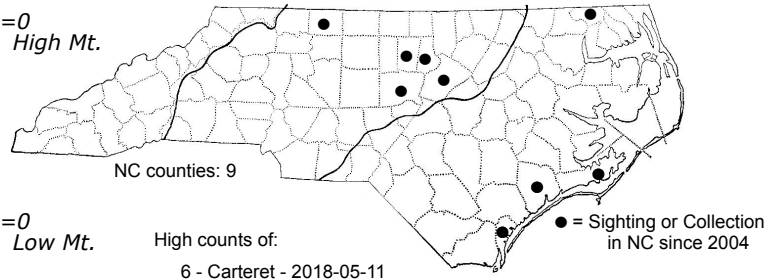 =0
High Mt.
NC counties: 9
=0
Low Mt.
High counts of:
6 - Carteret - 2018-05-11
● = Sighting or Collection
in NC since 2004